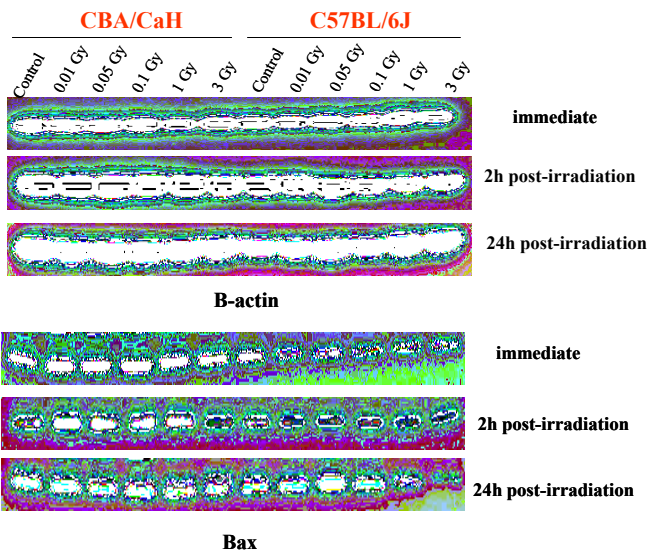 CBA/CaH C57BL/6J
Control 0.01 Gy 0.05 Gy 0.1 Gy 1 Gy 3 Gy Control 0.01 Gy 0.05 Gy 0.1 Gy 1 Gy 3 Gy
immediate
2h post-irradiation
24h post-irradiation
B-actin
immediate
2h post-irradiation
24h post-irradiation
Bax